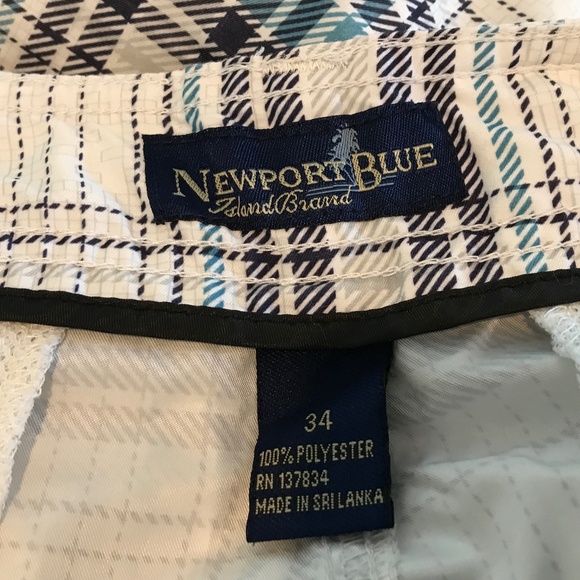 NEWPORT BLUE
Island Brand
34
100% POLYESTER
RN 137834
MADE IN SRI LANKA